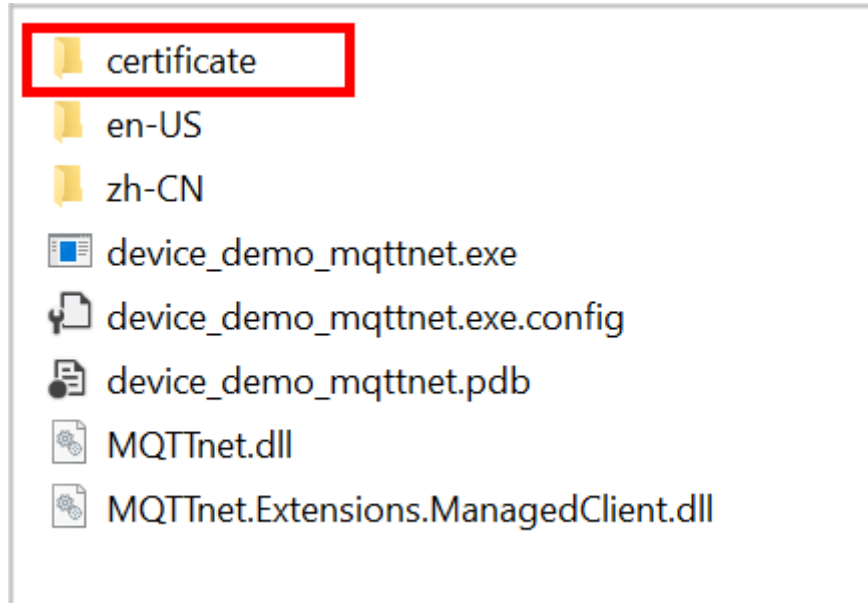 certificate
en-US
zh-CN
device_demo_mqttnet.exe
device_demo_mqttnet.exe.config
device_demo_mqttnet.pdb
MQTTnet.dll
MQTTnet.Extensions.ManagedClient.dll